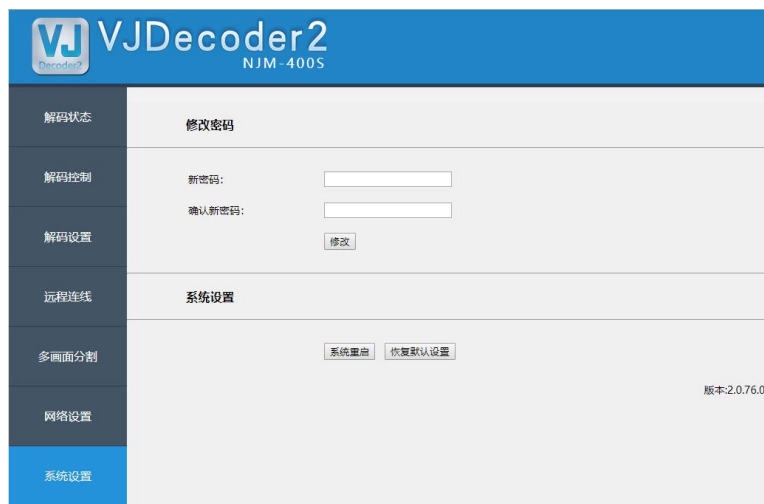 VJ
Decoder2
VJDecoder2
NJM-400S
解码状态
解码控制
解码设置
远程连线
多画面分割
网络设置
系统设置
修改密码
新密码:
确认新密码:
修改
系统设置
系统重启 恢复默认设置
版本:2.0.76.0